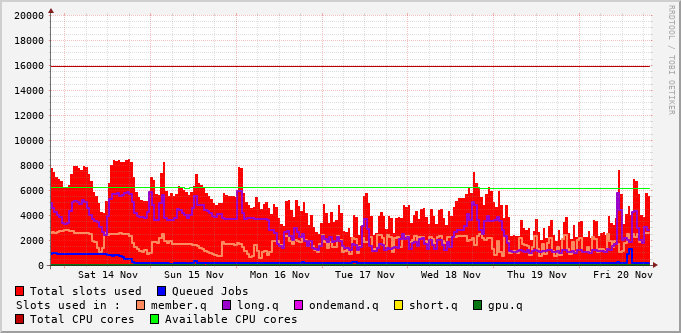 RRDTOOL / TOBI OETIKER
20000
18000
16000
14000
12000
10000
8000
6000
4000
2000
0
Sat 14 Nov Sun 15 Nov Mon 16 Nov Tue 17 Nov Wed 18 Nov Thu 19 Nov Fri 20 Nov
Total slots used Queued Jobs
Slots used in : member.q long.q ondemand.q short.q gpu.q
Total CPU cores Available CPU cores